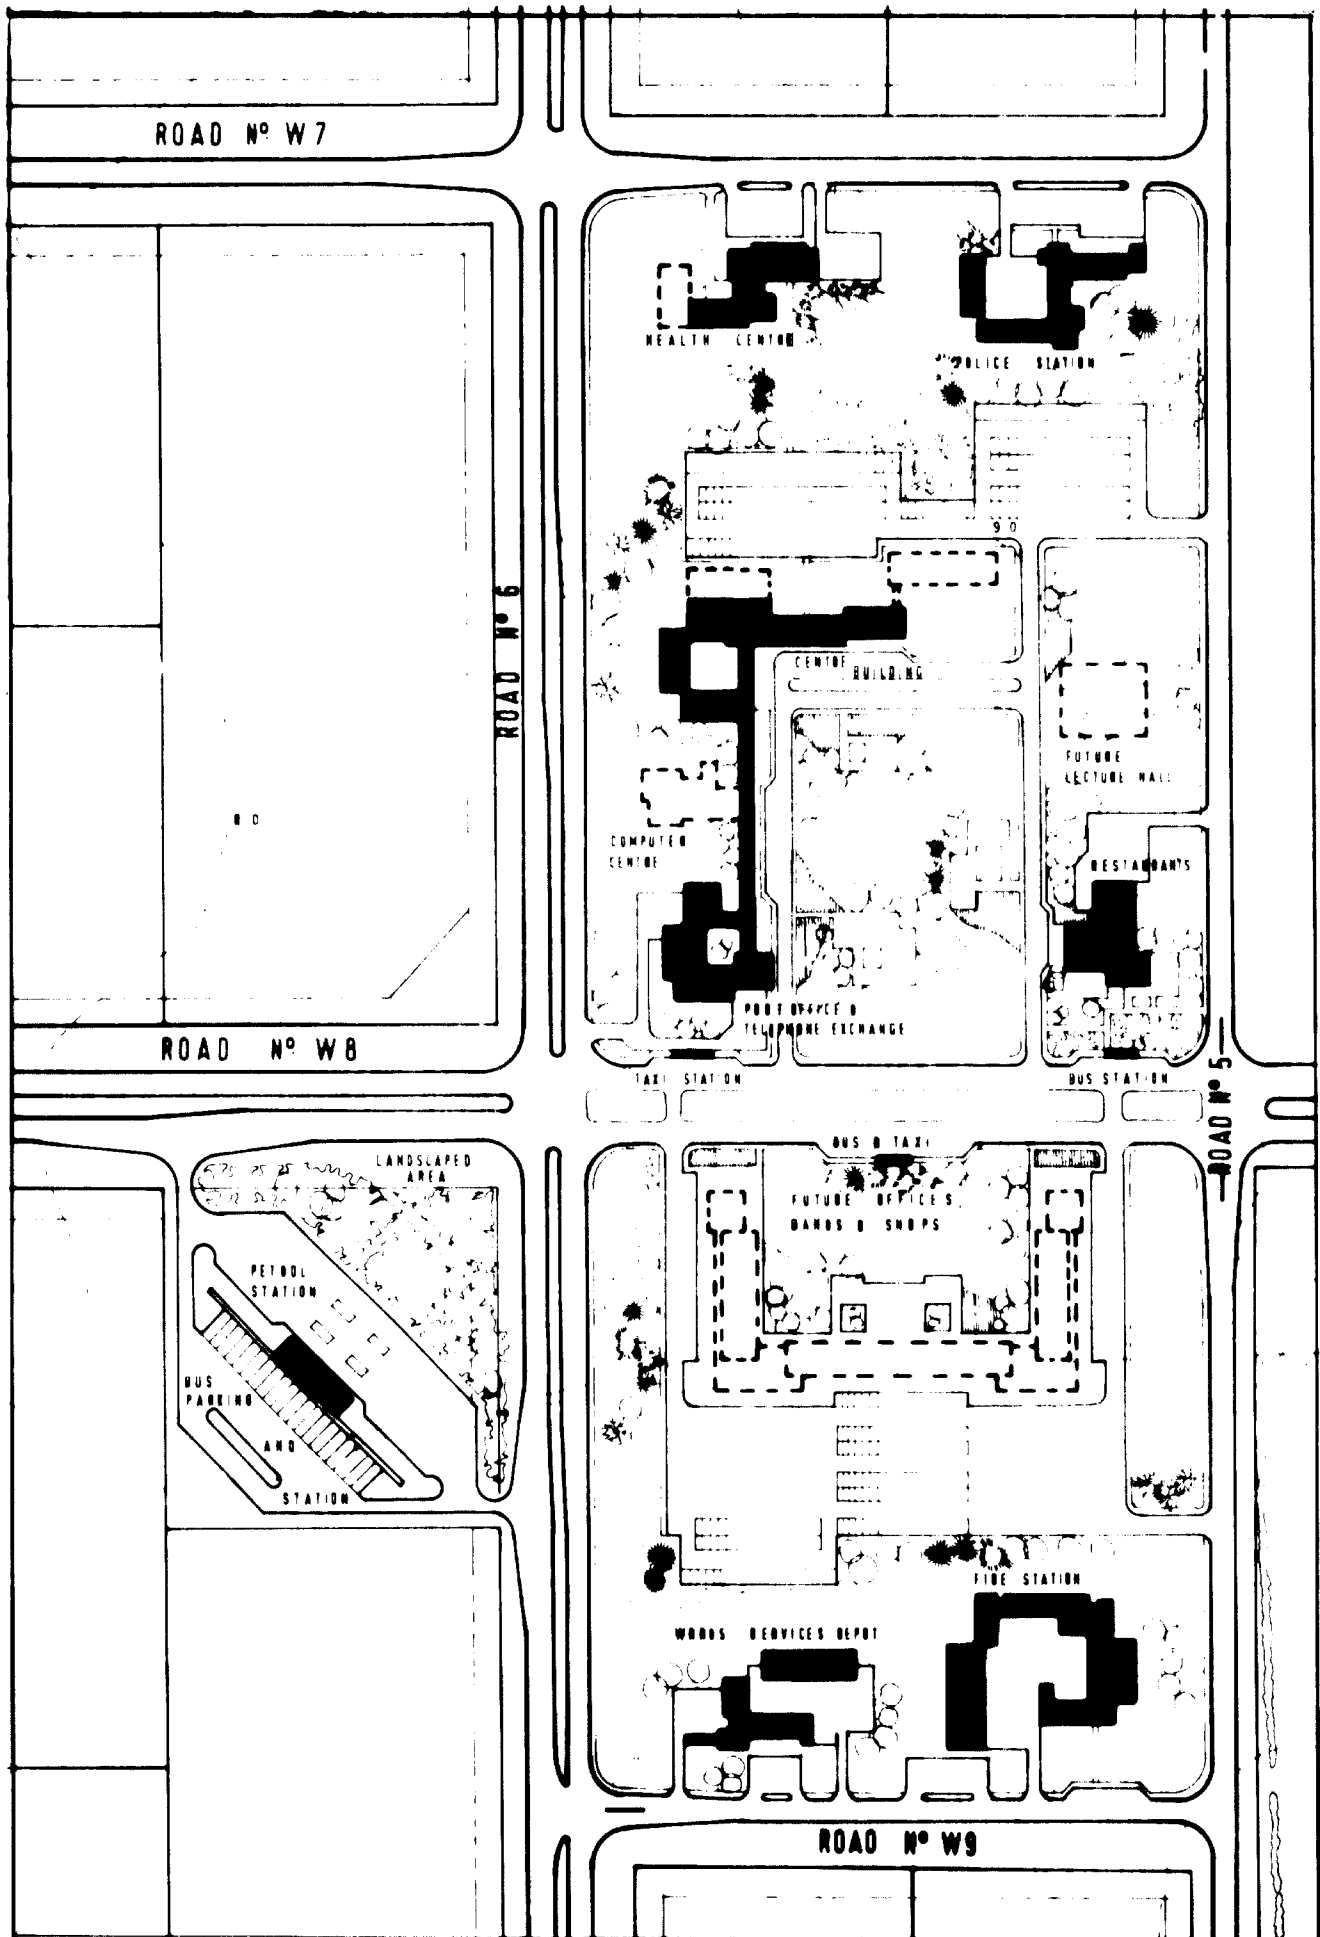 ROAD Nº W7
HEALTH CENTRE
POLICE STATION
90
ROAD Nº 6
CENTRE BUILDING
FUTURE
LECTURE HALL
COMPUTER
CENTRE
RESTAURANTS
POST OFFICE &
TELEPHONE EXCHANGE
ROAD Nº W8
TAXI STATION
BUS STATION
ROAD Nº 5
BUS & TAXI
LANDSCAPED
AREA
FUTURE OFFICES
BANKS & SHOPS
PETROL
STATION
BUS
PARKING
AND
STATION
FIRE STATION
WORKS SERVICES DEPOT
ROAD Nº W9